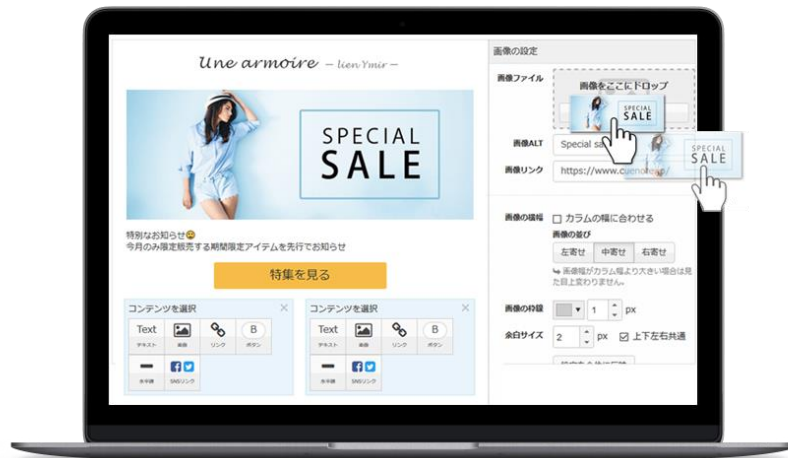 Une armoire – lien Ymir –
SPECIAL
SALE
特別なお知らせ😄
今月のみ限定販売する期間限定アイテムを先行でお知らせ
特集を見る
コンテンツを選択 ×
Text
テキスト
画像
リンク
B
ボタン
水平線
SNSリンク
コンテンツを選択 ×
Text
テキスト
画像
リンク
B
ボタン
水平線
SNSリンク
画像の設定
画像ファイル
画像をここにドロップ
SPECIAL
SALE
SPECIAL
SALE
画像ALT
Special sa
画像リンク
https://www.cuenote.jp/
画像の横幅
カラムの幅に合わせる
画像の並び
左寄せ 中寄せ 右寄せ
画像幅がカラム幅より大きい場合は見
た目上変わりません。
画像の枠線
1 px
余白サイズ
2 px 上下左右共通